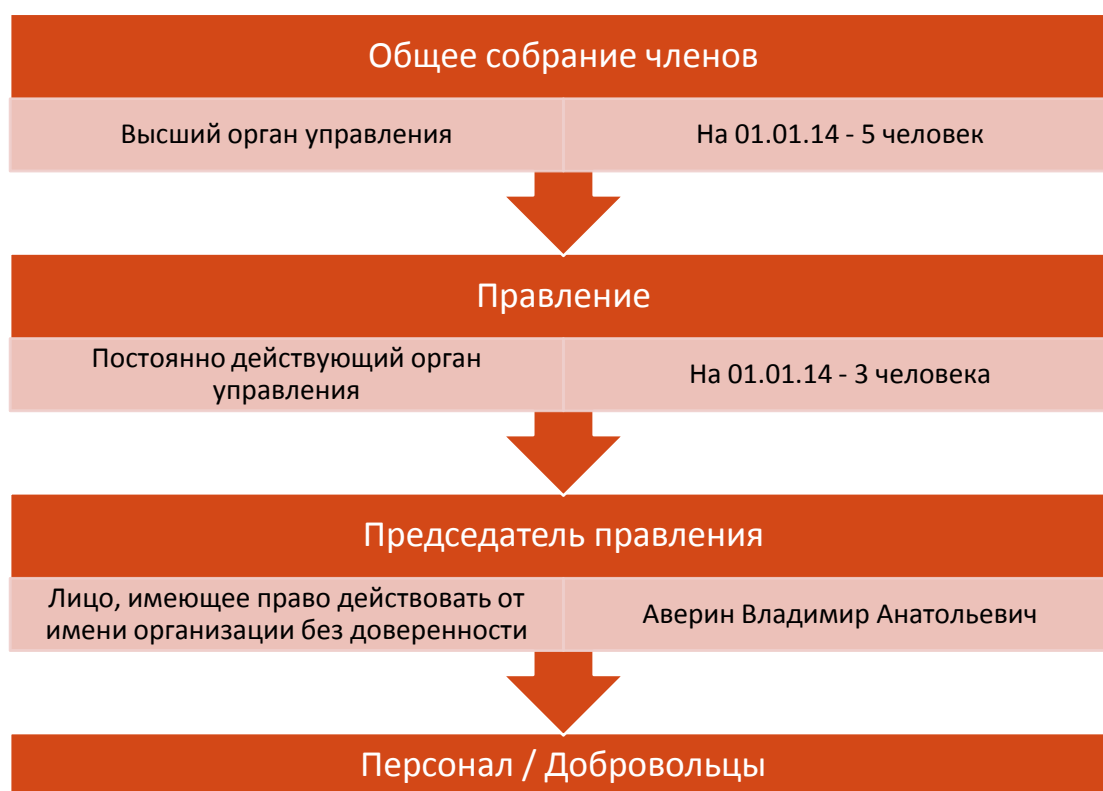 Общее собрание членов
Высший орган управления
На 01.01.14 - 5 человек
Правление
Постоянно действующий орган
управления
На 01.01.14 - 3 человека
Председатель правления
Лицо, имеющее право действовать от
имени организации без доверенности
Аверин Владимир Анатольевич
Персонал / Добровольцы